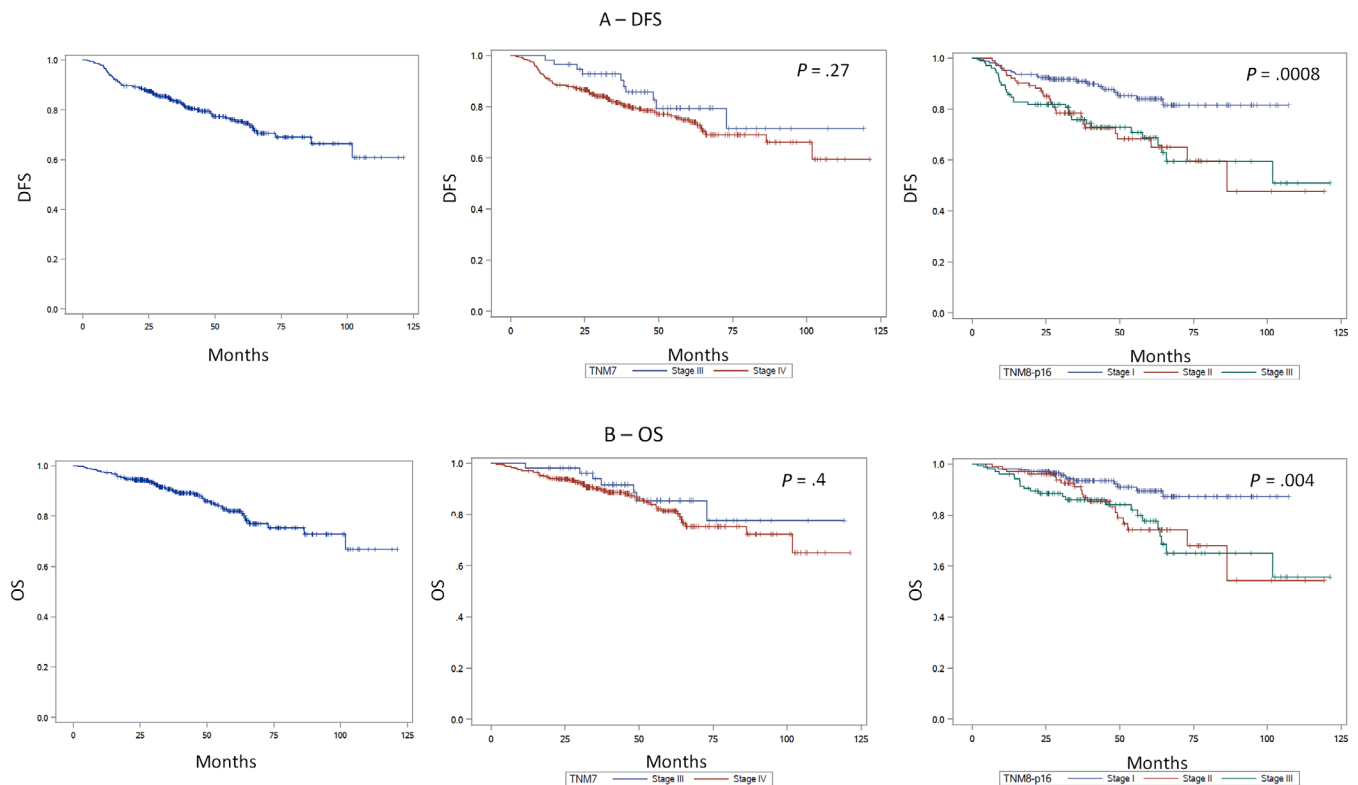 A – DFS
DFS
1.0
0.8
0.6
0.4
0.2
0.0
0 25 50 75 100 125
Months
DFS
1.0
0.8
0.6
0.4
0.2
0.0
P = .27
0 25 50 75 100 125
Months
TNM7 Stage III Stage IV
DFS
1.0
0.8
0.6
0.4
0.2
0.0
P = .0008
0 25 50 75 100 125
Months
TNM8-p16 Stage I Stage II Stage III
B – OS
OS
1.0
0.8
0.6
0.4
0.2
0.0
0 25 50 75 100 125
Months
OS
1.0
0.8
.6
0.4
0.2
0.0
P = .4
0 25 50 75 100 125
Months
TNM7 Stage III Stage IV
OS
1.0
0.8
0.6
0.4
0.2
0.0
P = .004
0 25 50 75 100 125
Months
TNM8-p16 Stage I Stage II Stage III